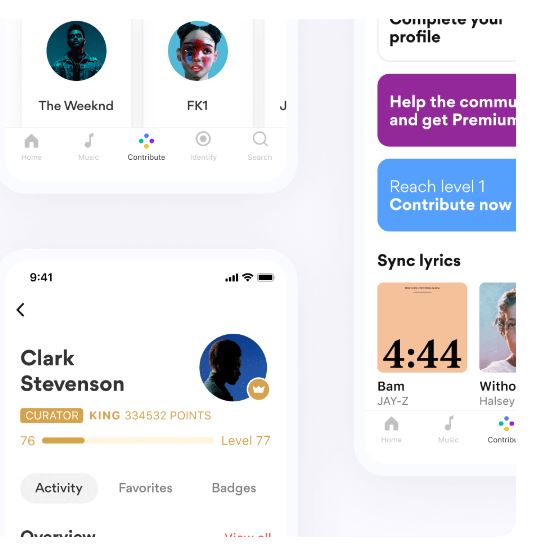 The Weeknd
FK1
J
Home
Music
Contribute
Identity
Search
9:41
Clark
Stevenson
CURATOR KING 334532 POINTS
76
Level 77
Activity
Favorites
Badges
Overview
View all
Complete your
profile
Help the commu
and get Premium
Reach level 1
Contribute now
Sync lyrics
4:44
Bam
JAY-Z
Witho
Halsey
Home
Music
Contribu